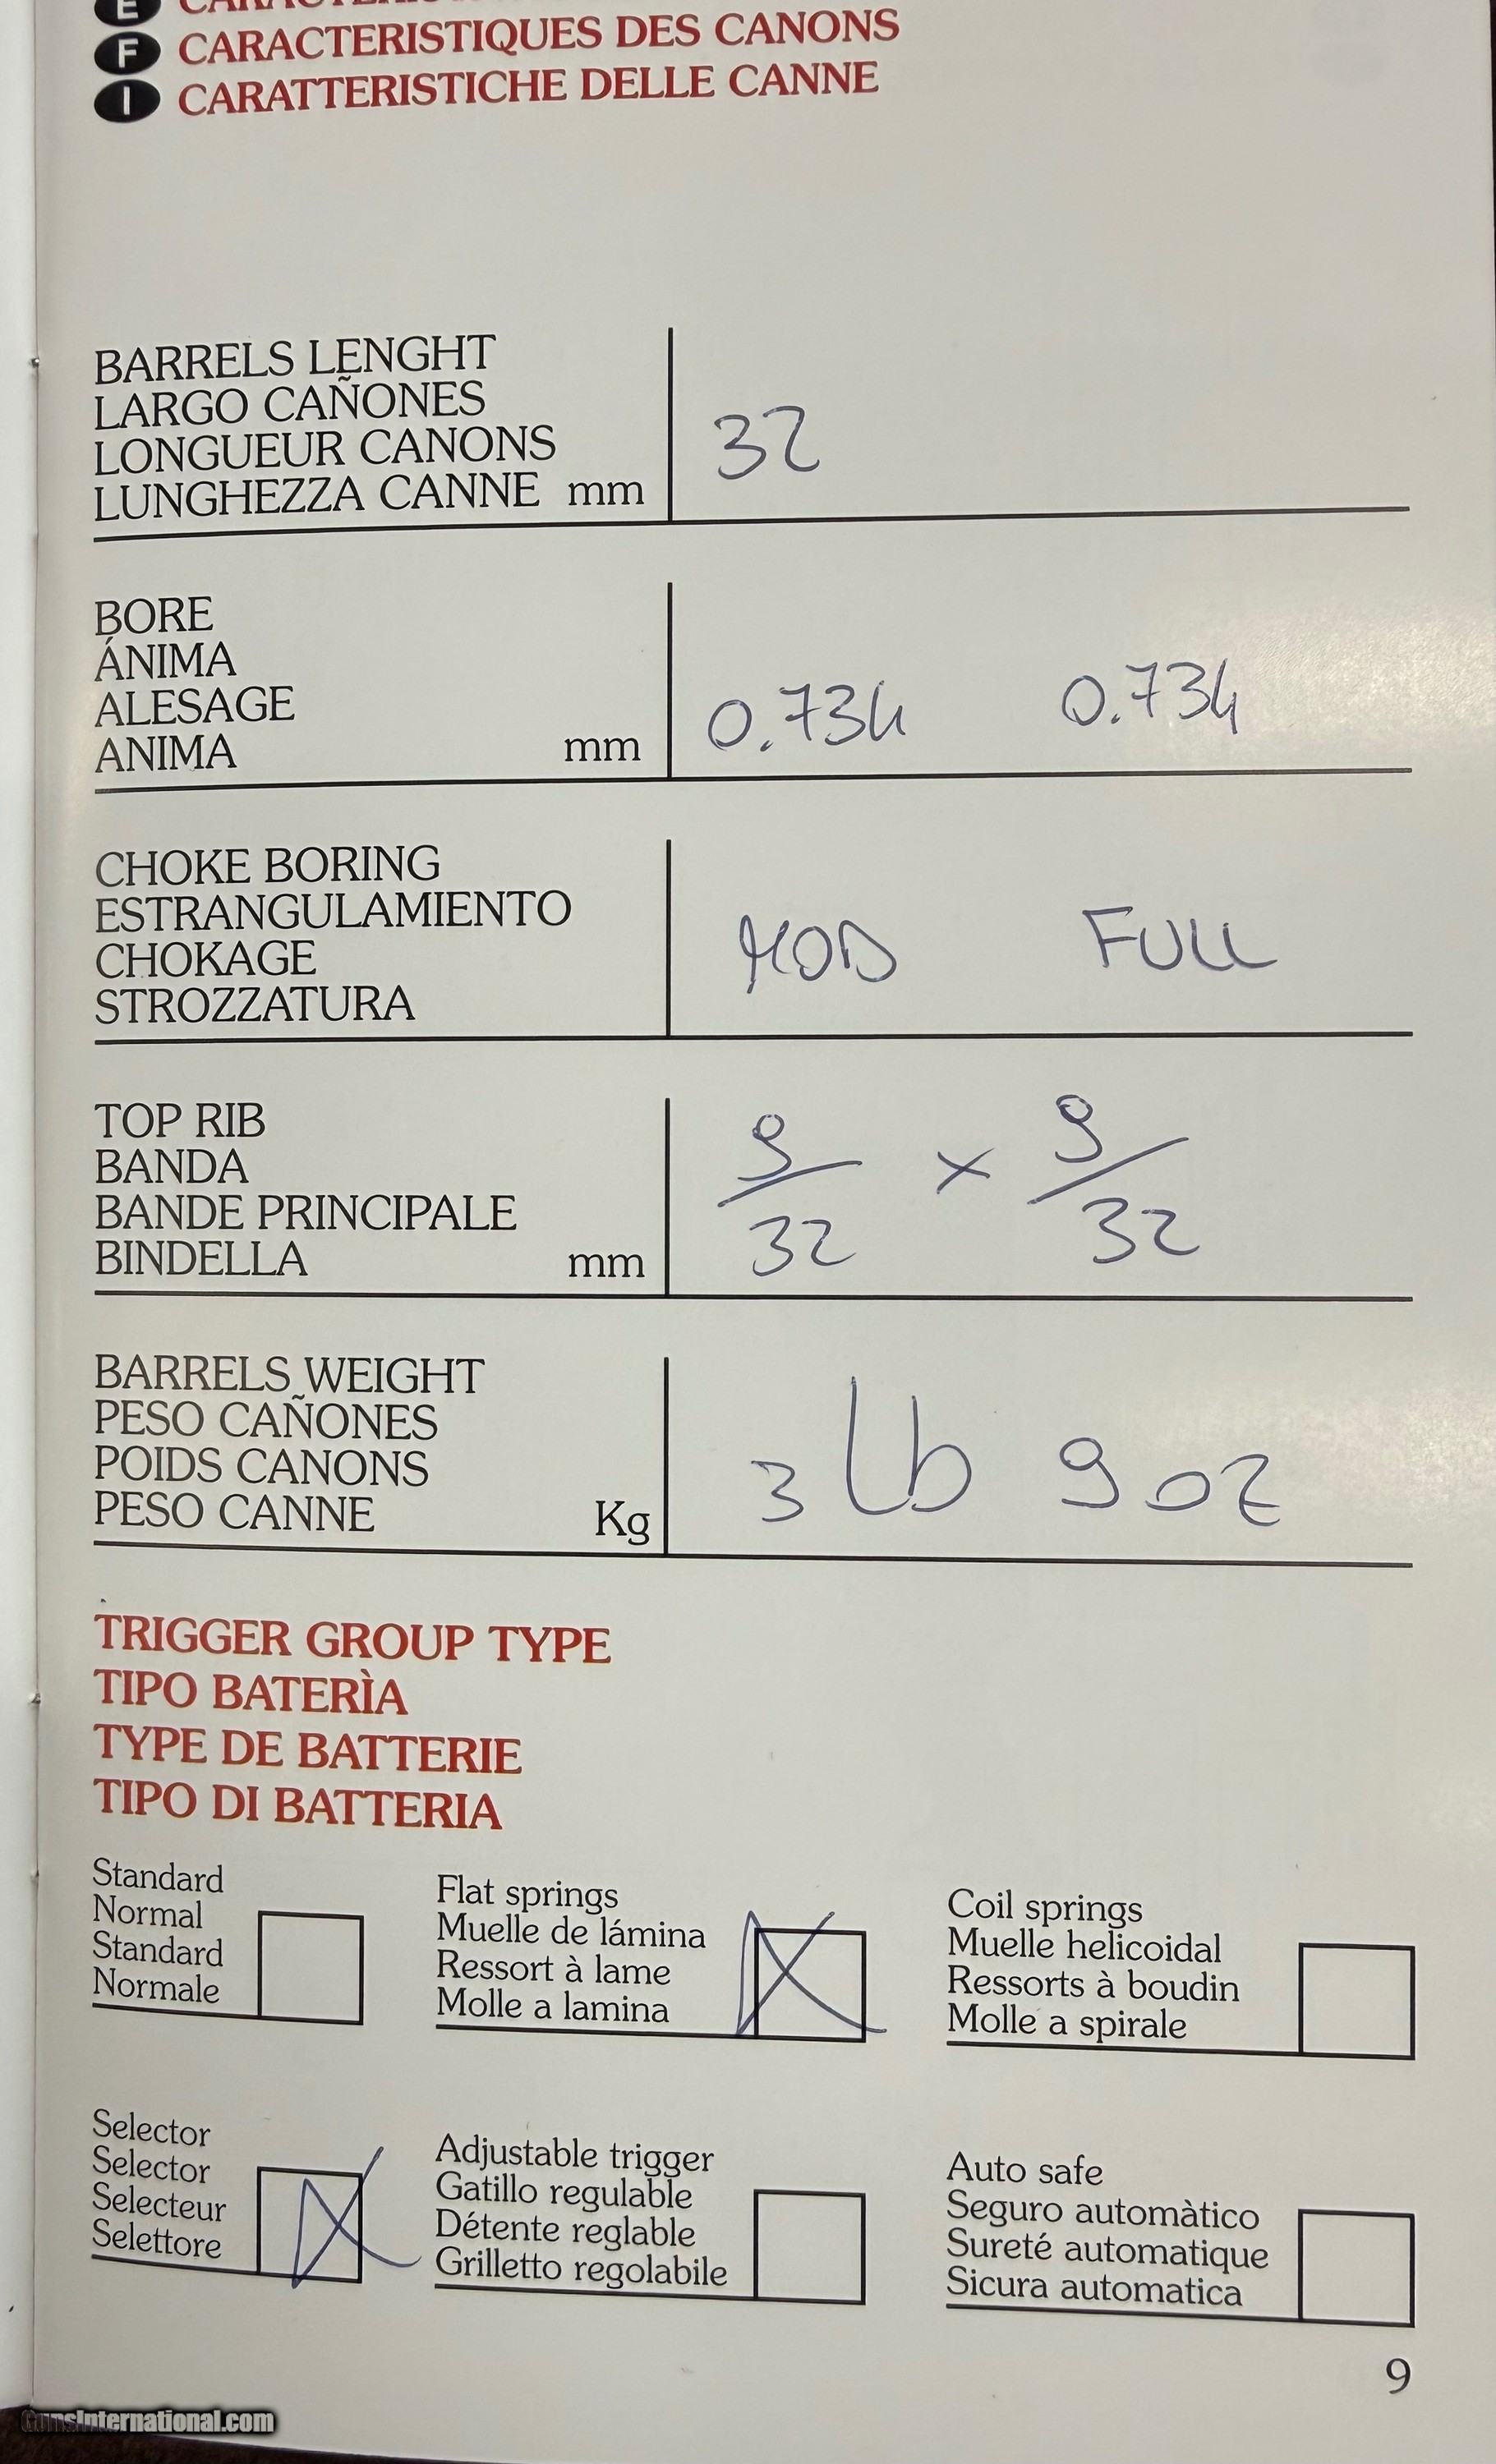 E
F CARACTERISTIQUES DES CANONS
I CARATTERISTICHE DELLE CANNE
BARRELS LENGHT
LARGO CAÑONES
LONGUEUR CANONS
LUNGHEZZA CANNE mm
32
BORE
ÁNIMA
ALESAGE
ANIMA mm
0.734 0.734
CHOKE BORING
ESTRANGULAMIENTO
CHOKAGE
STROZZATURA
MOD FULL
TOP RIB
BANDA
BANDE PRINCIPALE
BINDELLA mm
9/32 x 9/32
BARRELS WEIGHT
PESO CAÑONES
POIDS CANONS
PESO CANNE Kg
3 lb 9 oz
TRIGGER GROUP TYPE
TIPO BATERÌA
TYPE DE BATTERIE
TIPO DI BATTERIA
Standard
Normal
Standard
Normale
Flat springs
Muelle de lámina
Ressort à lame
Molle a lamina
Coil springs
Muelle helicoidal
Ressorts à boudin
Molle a spirale
Selector
Selector
Selecteur
Selettore
Adjustable trigger
Gatillo regulable
Détente reglable
Grilletto regolabile
Auto safe
Seguro automàtico
Sureté automatique
Sicura automatica
9
GunsInternational.com